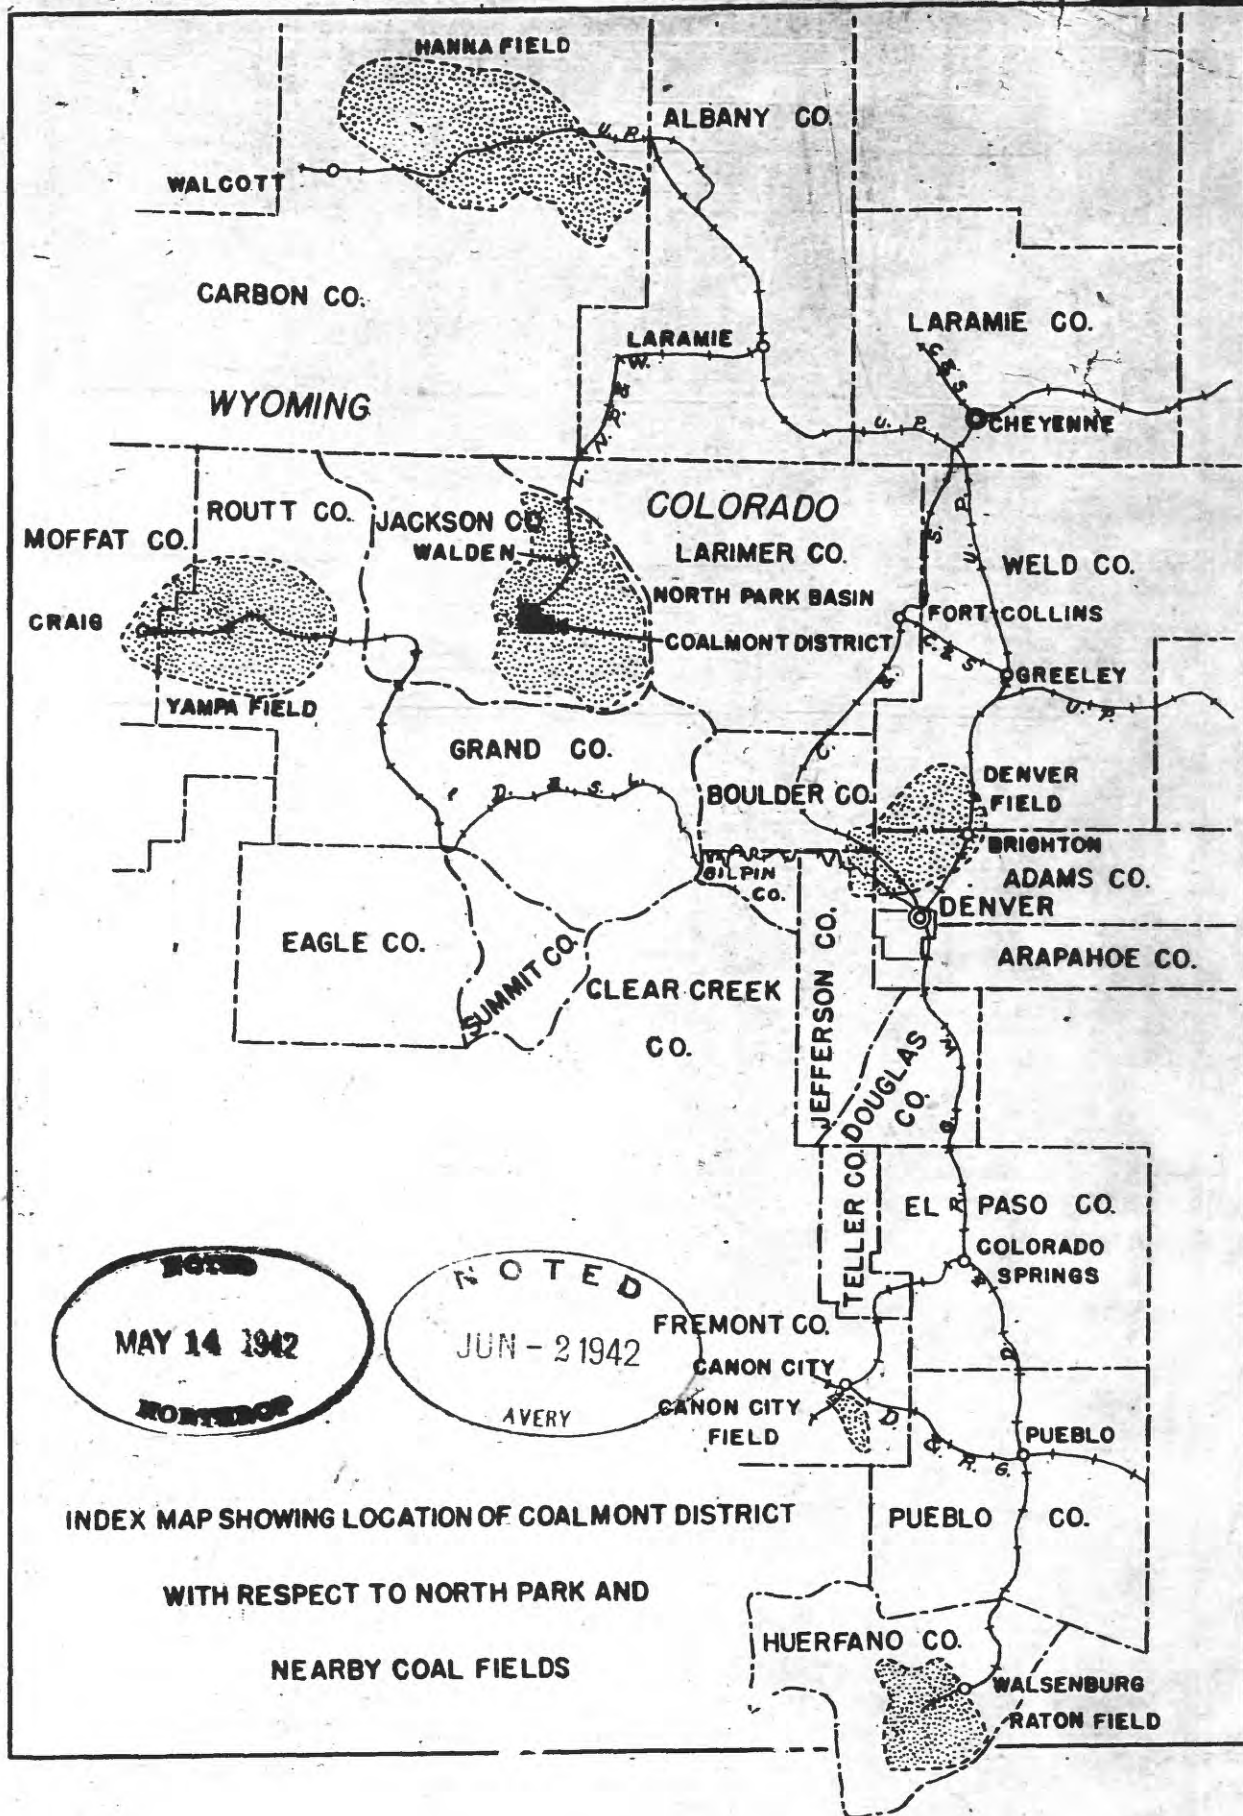 HANNA FIELD
U. P.
ALBANY CO.
WALCOTT
CARBON CO.
LARAMIE CO.
LARAMIE
C. & S.
W.
WYOMING
CHEYENNE
U. P.
N. P.
L.
COLORADO
ROUTT CO.
JACKSON CO.
MOFFAT CO.
WALDEN
LARIMER CO.
S.
U. P.
WELD CO.
NORTH PARK BASIN
FORT COLLINS
CRAIG
COALMONT DISTRICT
C. & S.
GREELEY
YAMPA FIELD
U. P.
GRAND CO.
C.
DENVER
FIELD
D. & S. L.
BOULDER CO.
BRIGHTON
GILPIN
CO.
ADAMS CO.
DENVER
EAGLE CO.
SUMMIT CO.
CLEAR CREEK
CO.
JEFFERSON CO.
ARAPAHOE CO.
DOUGLAS
CO.
TELLER CO.
EL PASO CO.
R.
COLORADO
SPRINGS
NOTED
MAY 14 1942
NORTHROP
NOTED
JUN - 2 1942
AVERY
FREMONT CO.
D.
CANON CITY
CANON CITY
FIELD
D. & R. G.
PUEBLO
INDEX MAP SHOWING LOCATION OF COALMONT DISTRICT
WITH RESPECT TO NORTH PARK AND
NEARBY COAL FIELDS
PUEBLO CO.
HUERFANO CO.
WALSENBURG
RATON FIELD